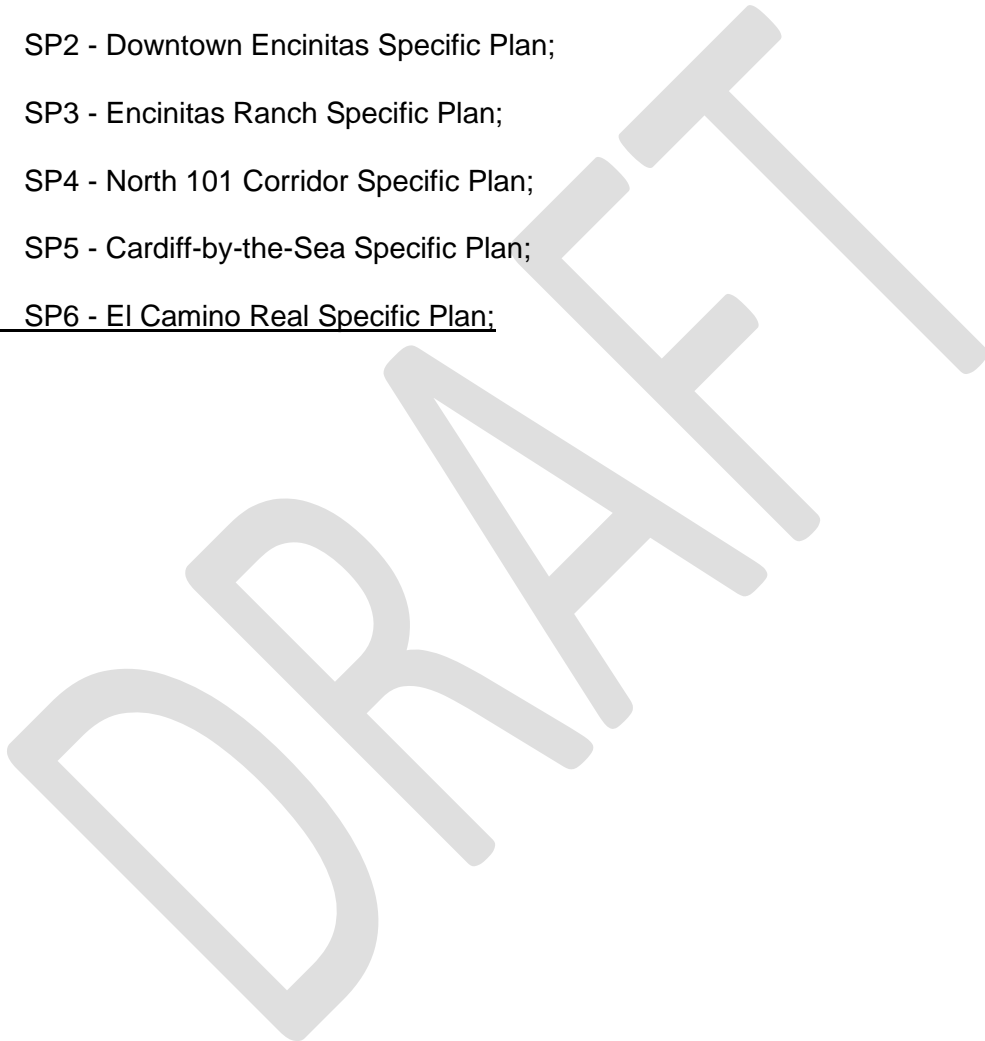 SP2 - Downtown Encinitas Specific Plan;
SP3 - Encinitas Ranch Specific Plan;
SP4 - North 101 Corridor Specific Plan;
SP5 - Cardiff-by-the-Sea Specific Plan;
SP6 - El Camino Real Specific Plan;
DRAFT